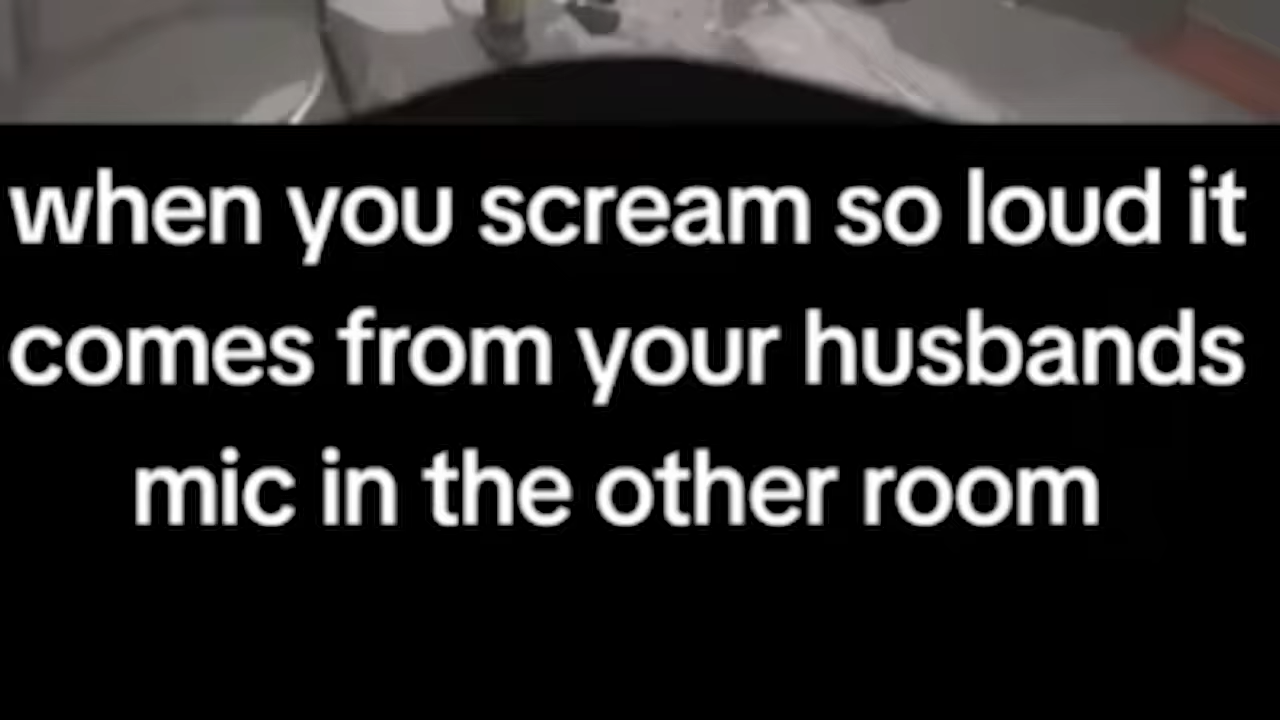 when you scream so loud it
comes from your husbands
mic in the other room